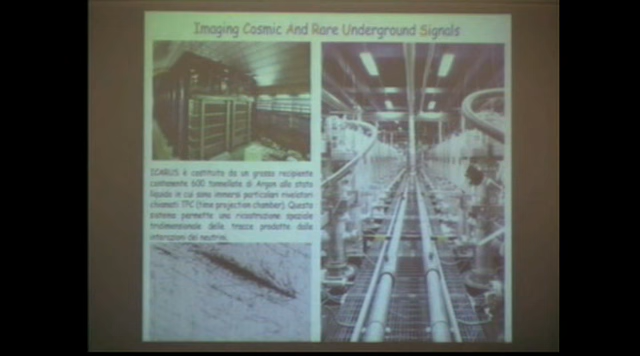 Imaging Cosmic And Rare Underground Signals
ICARUS è costituito da un grosso recipiente
contenente 600 tonnellate di Argon allo stato
liquido in cui sono immersi particolari rivelatori
chiamati TPC (time projection chamber). Questo
sistema permette una ricostruzione spaziale
tridimensionale delle tracce prodotte dalle
interazioni dei neutrini.